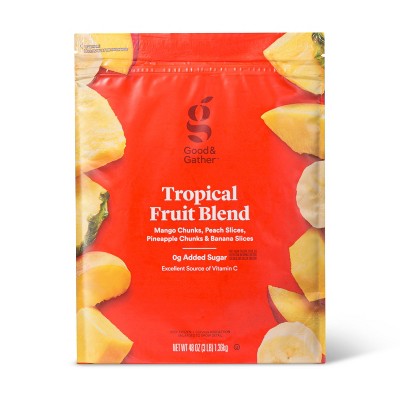 Good&
Gather™
Tropical
Fruit Blend
Mango Chunks, Peach Slices,
Pineapple Chunks & Banana Slices
0g Added Sugar
Excellent Source of Vitamin C
NET WT 48 OZ (3 LB) 1.36kg